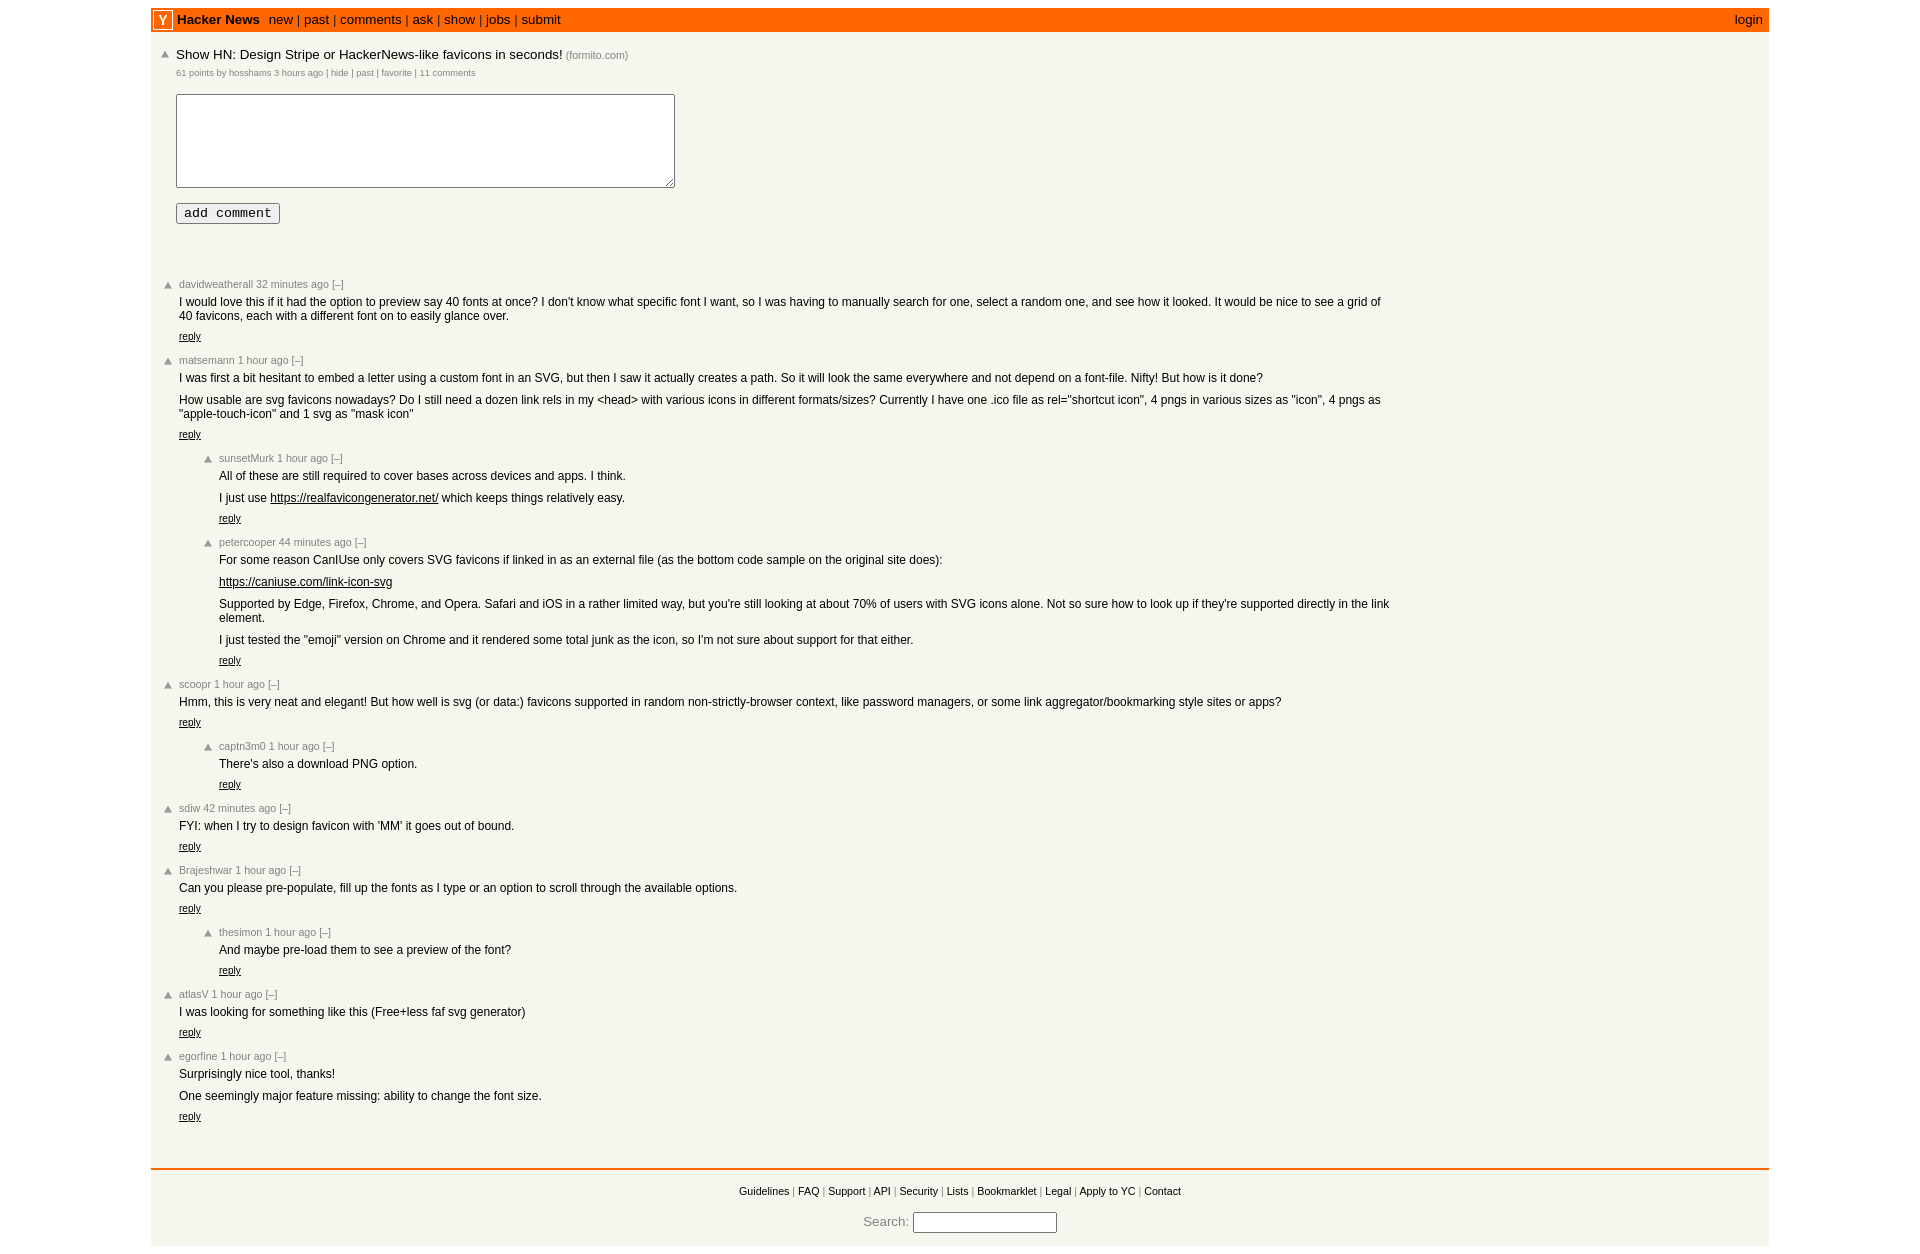 Y Hacker News new | past | comments | ask | show | jobs | submit login
Show HN: Design Stripe or HackerNews-like favicons in seconds! (formito.com)
61 points by hosshams 3 hours ago | hide | past | favorite | 11 comments
add comment
davidweatherall 32 minutes ago [–]
I would love this if it had the option to preview say 40 fonts at once? I don't know what specific font I want, so I was having to manually search for one, select a random one, and see how it looked. It would be nice to see a grid of
40 favicons, each with a different font on to easily glance over.
reply
matsemann 1 hour ago [–]
I was first a bit hesitant to embed a letter using a custom font in an SVG, but then I saw it actually creates a path. So it will look the same everywhere and not depend on a font-file. Nifty! But how is it done?
How usable are svg favicons nowadays? Do I still need a dozen link rels in my <head> with various icons in different formats/sizes? Currently I have one .ico file as rel="shortcut icon", 4 pngs in various sizes as "icon", 4 pngs as
"apple-touch-icon" and 1 svg as "mask icon"
reply
sunsetMurk 1 hour ago [–]
All of these are still required to cover bases across devices and apps. I think.
I just use https://realfavicongenerator.net/ which keeps things relatively easy.
reply
petercooper 44 minutes ago [–]
For some reason CanIUse only covers SVG favicons if linked in as an external file (as the bottom code sample on the original site does):
https://caniuse.com/link-icon-svg
Supported by Edge, Firefox, Chrome, and Opera. Safari and iOS in a rather limited way, but you're still looking at about 70% of users with SVG icons alone. Not so sure how to look up if they're supported directly in the link
element.
I just tested the "emoji" version on Chrome and it rendered some total junk as the icon, so I'm not sure about support for that either.
reply
scoopr 1 hour ago [–]
Hmm, this is very neat and elegant! But how well is svg (or data:) favicons supported in random non-strictly-browser context, like password managers, or some link aggregator/bookmarking style sites or apps?
reply
captn3m0 1 hour ago [–]
There's also a download PNG option.
reply
sdiw 42 minutes ago [–]
FYI: when I try to design favicon with 'MM' it goes out of bound.
reply
Brajeshwar 1 hour ago [–]
Can you please pre-populate, fill up the fonts as I type or an option to scroll through the available options.
reply
thesimon 1 hour ago [–]
And maybe pre-load them to see a preview of the font?
reply
atlasV 1 hour ago [–]
I was looking for something like this (Free+less faf svg generator)
reply
egorfine 1 hour ago [–]
Surprisingly nice tool, thanks!
One seemingly major feature missing: ability to change the font size.
reply
Guidelines | FAQ | Support | API | Security | Lists | Bookmarklet | Legal | Apply to YC | Contact
Search: